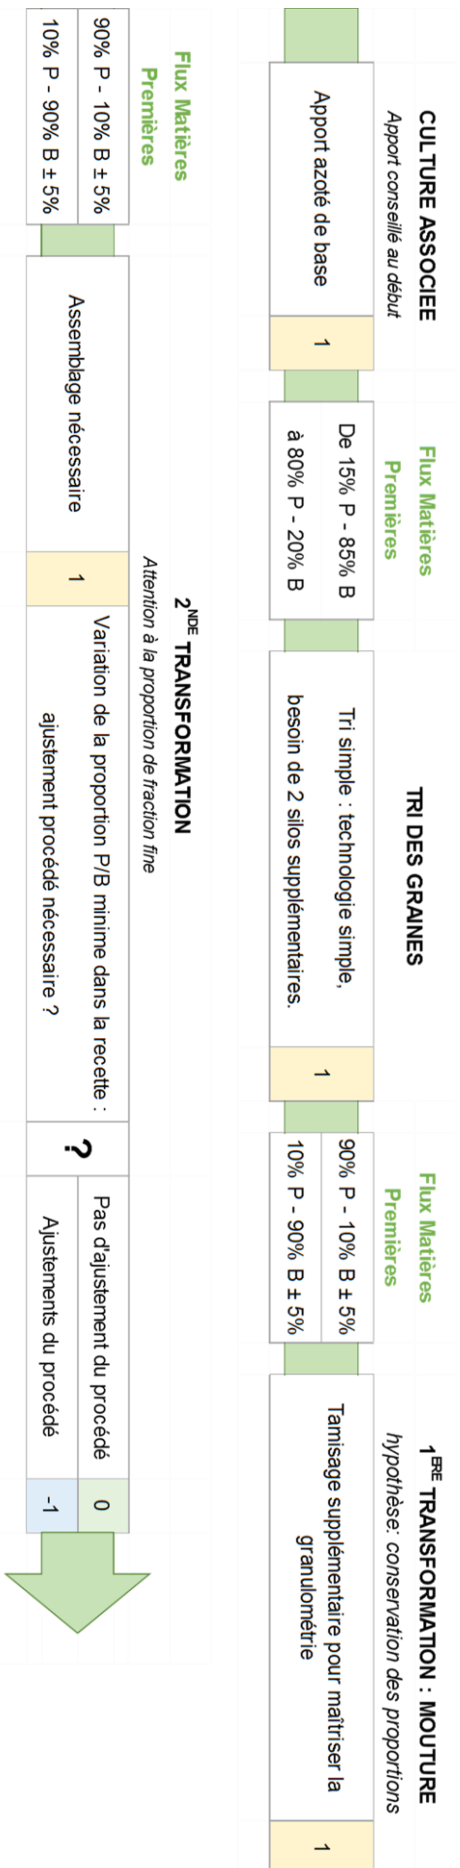 CULTURE ASSOCIEE
Apport conseillé au début
Apport azoté de base
1
Flux Matières
Premières
De 15% P - 85% B
à 80% P - 20% B
TRI DES GRAINES
Tri simple : technologie simple,
besoin de 2 silos supplémentaires.
1
Flux Matières
Premières
90% P - 10% B ± 5%
10% P - 90% B ± 5%
1ERE TRANSFORMATION : MOUTURE
hypothèse: conservation des proportions
Tamisage supplémentaire pour maîtriser la
granulométrie
1
Flux Matières
Premières
90% P - 10% B ± 5%
10% P - 90% B ± 5%
2NDE TRANSFORMATION
Attention à la proportion de fraction fine
Assemblage nécessaire
1
Variation de la proportion P/B minime dans la recette :
ajustement procédé nécessaire ?
?
Pas d'ajustement du procédé
0
Ajustements du procédé
-1